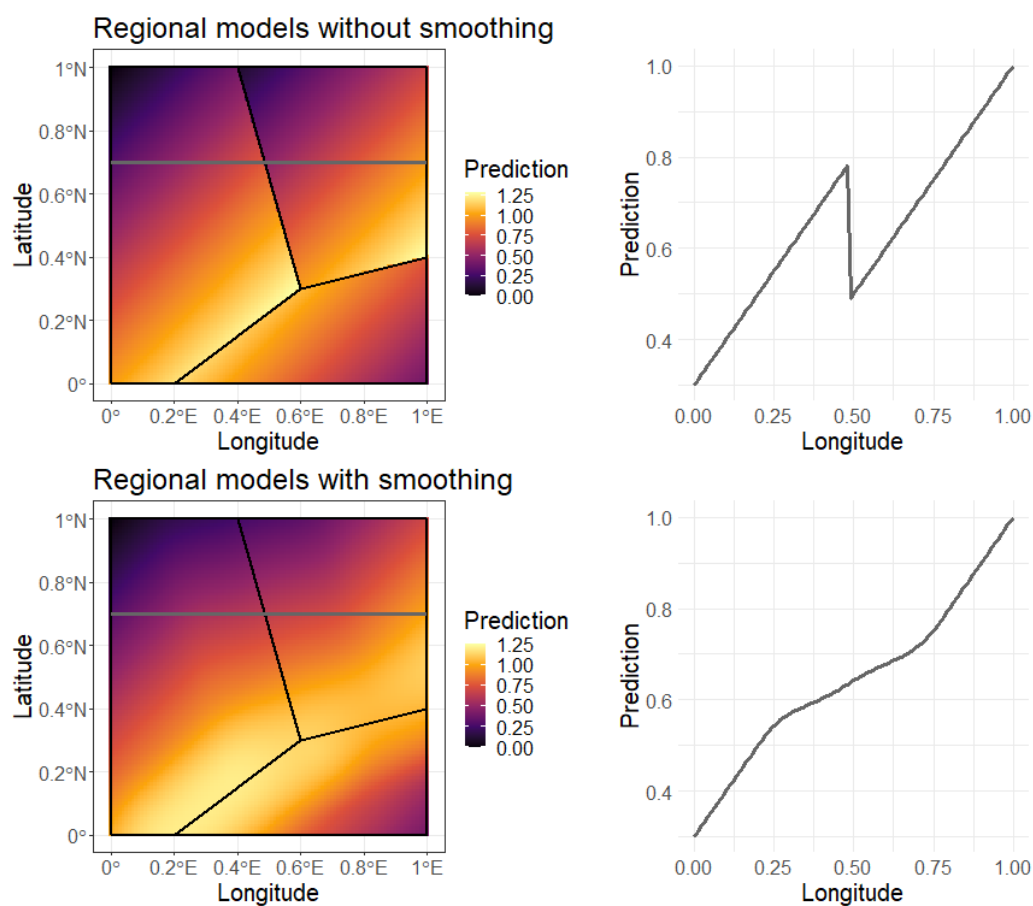 Regional models without smoothing
1°N
0.8°N
0.6°N
0.4°N
0.2°N
0°
Latitude
0°
0.2°E
0.4°E
0.6°E
0.8°E
1°E
Longitude
Prediction
1.25
1.00
0.75
0.50
0.25
0.00
1.0
0.8
0.6
0.4
Prediction
0.00
0.25
0.50
0.75
1.00
Longitude
Regional models with smoothing
1°N
0.8°N
0.6°N
0.4°N
0.2°N
0°
Latitude
0°
0.2°E
0.4°E
0.6°E
0.8°E
1°E
Longitude
Prediction
1.25
1.00
0.75
0.50
0.25
0.00
1.0
0.8
0.6
0.4
Prediction
0.00
0.25
0.50
0.75
1.00
Longitude